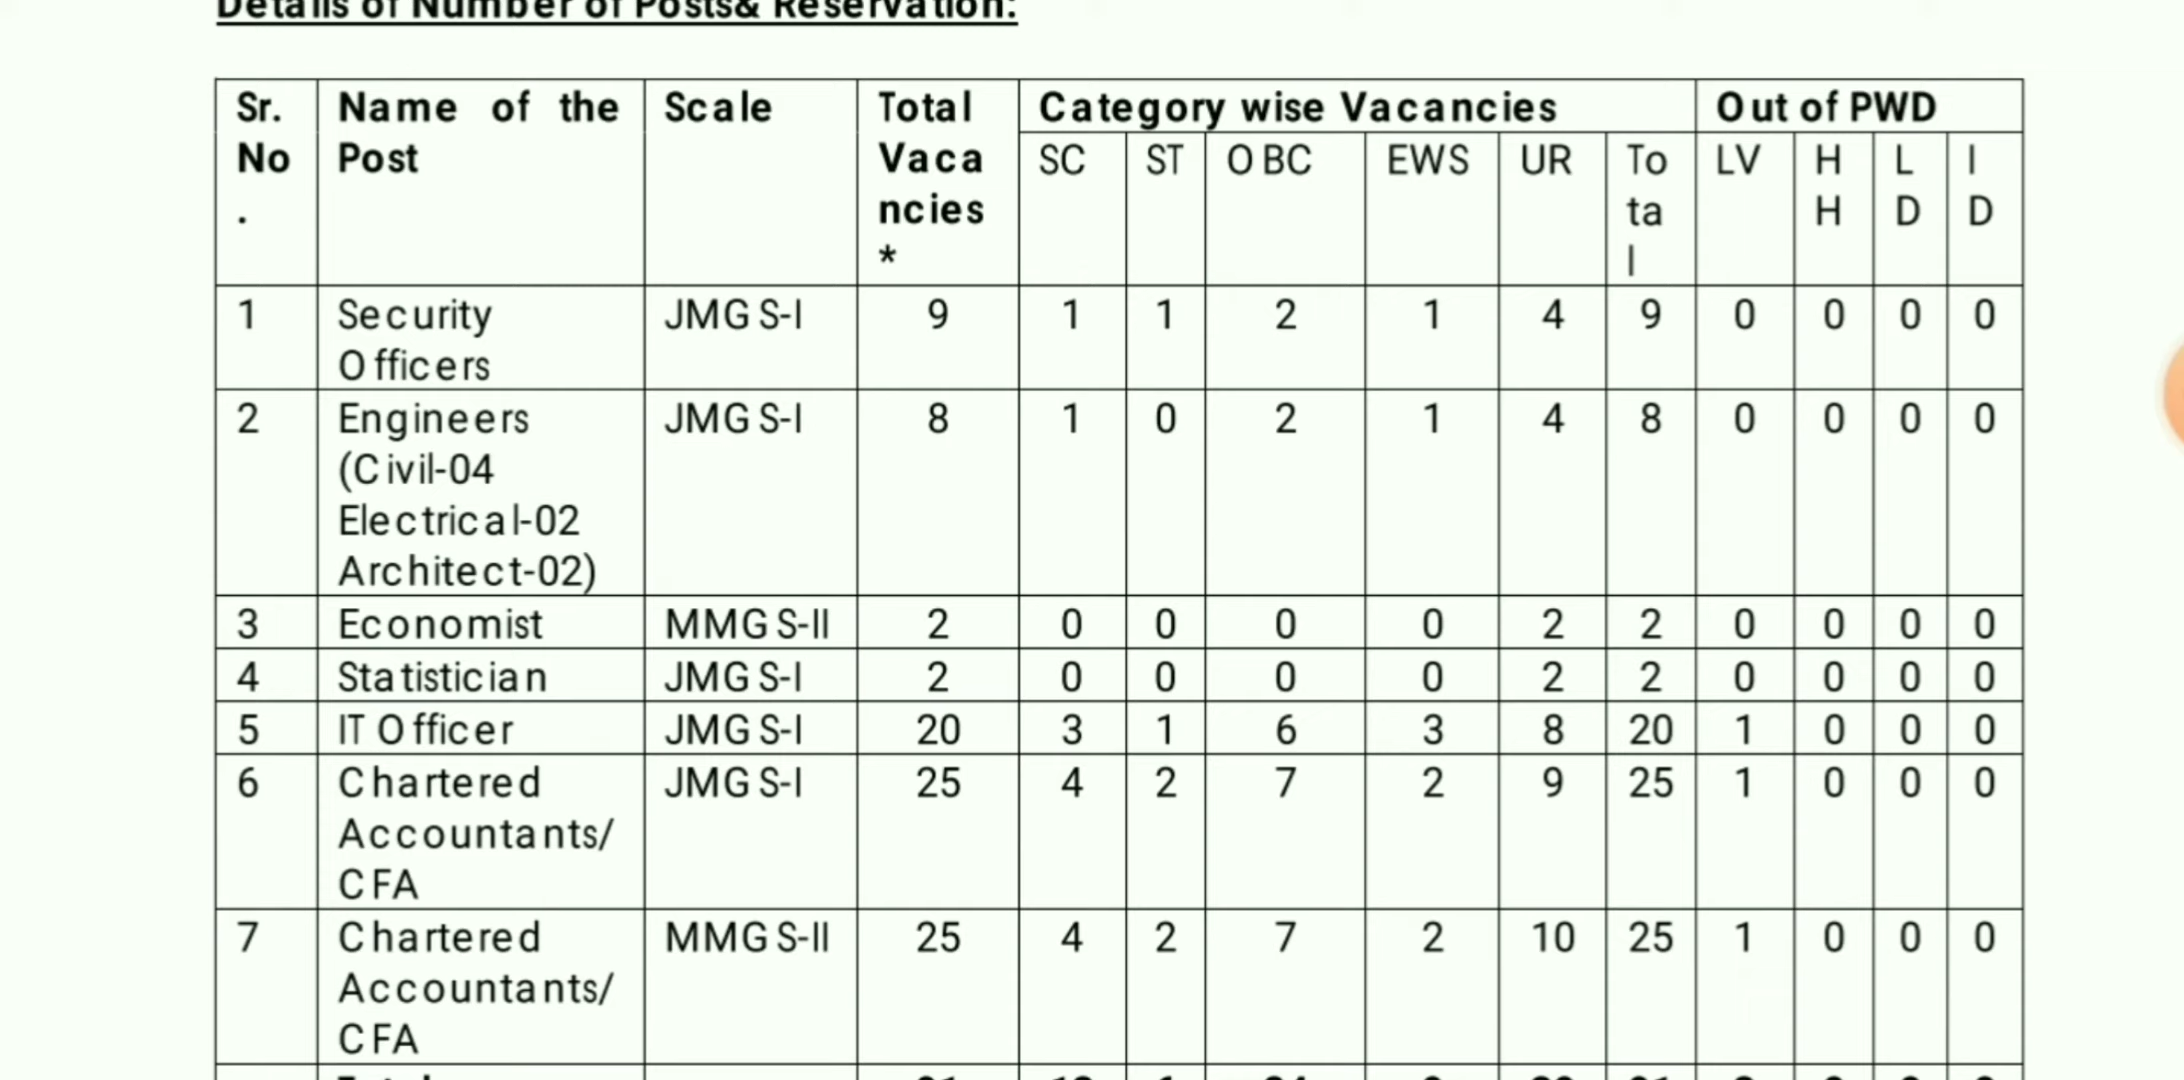 Details of Number of Posts& Reservation:
Sr. Name of the Scale Total Category wise Vacancies Out of PWD
No Post Vaca SC ST OBC EWS UR To LV H L I
. ncies ta H D D
* l
1 Security JMGS-I 9 1 1 2 1 4 9 0 0 0 0
Officers
2 Engineers JMGS-I 8 1 0 2 1 4 8 0 0 0 0
(Civil-04
Electrical-02
Architect-02)
3 Economist MMGS-II 2 0 0 0 0 2 2 0 0 0 0
4 Statistician JMGS-I 2 0 0 0 0 2 2 0 0 0 0
5 IT Officer JMGS-I 20 3 1 6 3 8 20 1 0 0 0
6 Chartered JMGS-I 25 4 2 7 2 9 25 1 0 0 0
Accountants/
CFA
7 Chartered MMGS-II 25 4 2 7 2 10 25 1 0 0 0
Accountants/
CFA